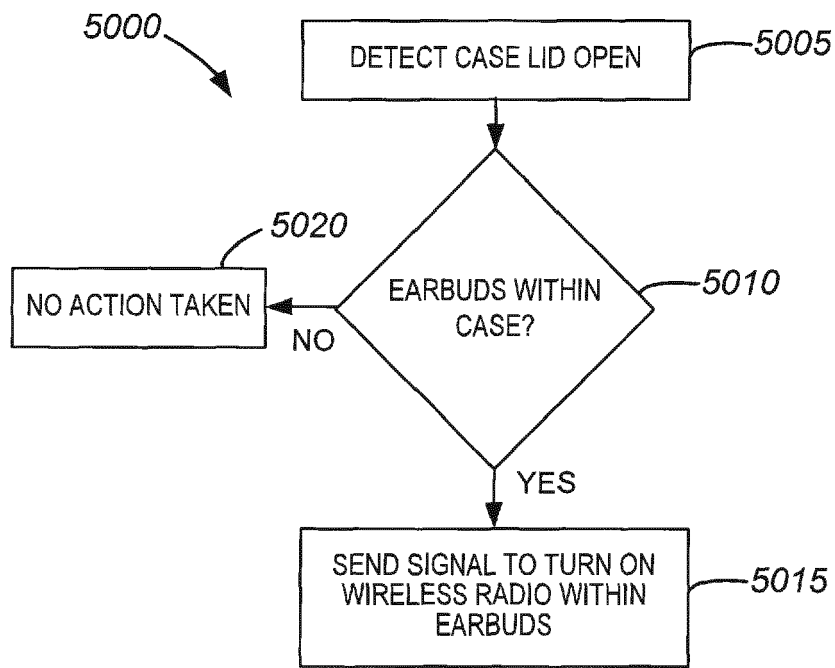 5000
DETECT CASE LID OPEN
5005
5020
NO ACTION TAKEN
NO
EARBUDS WITHIN
CASE?
5010
YES
SEND SIGNAL TO TURN ON
WIRELESS RADIO WITHIN
EARBUDS
5015